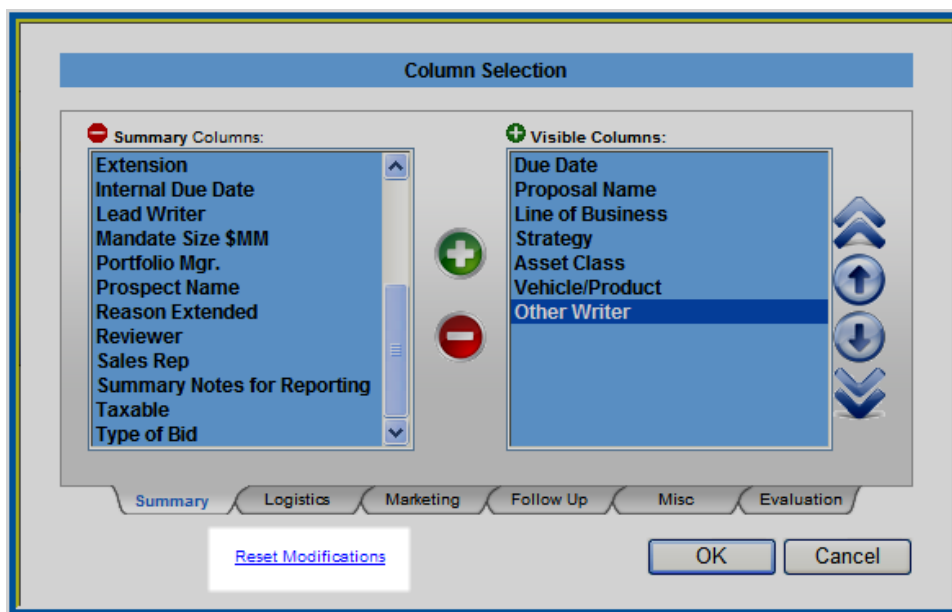 Column Selection
Summary Columns:
Extension
Internal Due Date
Lead Writer
Mandate Size $MM
Portfolio Mgr.
Prospect Name
Reason Extended
Reviewer
Sales Rep
Summary Notes for Reporting
Taxable
Type of Bid
Visible Columns:
Due Date
Proposal Name
Line of Business
Strategy
Asset Class
Vehicle/Product
Other Writer
Summary Logistics Marketing Follow Up Misc Evaluation
Reset Modifications OK Cancel